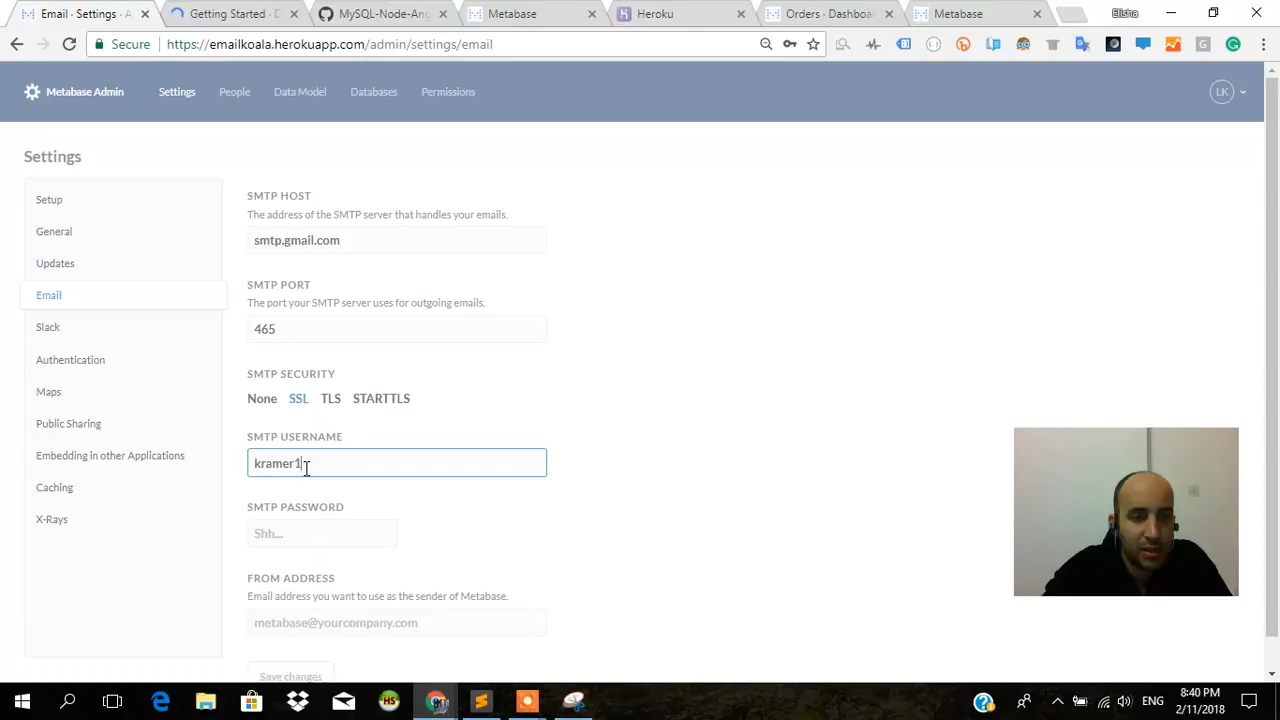 Email · Settings · A
Getting Started · D
MySQL-Node-Ang
Metabase
Heroku
Orders · Dashboa
Metabase
Elisha
Secure
https://emailkoala.herokuapp.com/admin/settings/email
Metabase Admin
Settings
People
Data Model
Databases
Permissions
LK
Settings
Setup
General
Updates
Email
Slack
Authentication
Maps
Public Sharing
Embedding in other Applications
Caching
X-Rays
SMTP HOST
The address of the SMTP server that handles your emails.
smtp.gmail.com
SMTP PORT
The port your SMTP server uses for outgoing emails.
465
SMTP SECURITY
None SSL TLS STARTTLS
SMTP USERNAME
kramer1
SMTP PASSWORD
Shh...
FROM ADDRESS
Email address you want to use as the sender of Metabase.
metabase@yourcompany.com
Save changes
HS
ENG
8:40 PM
2/11/2018